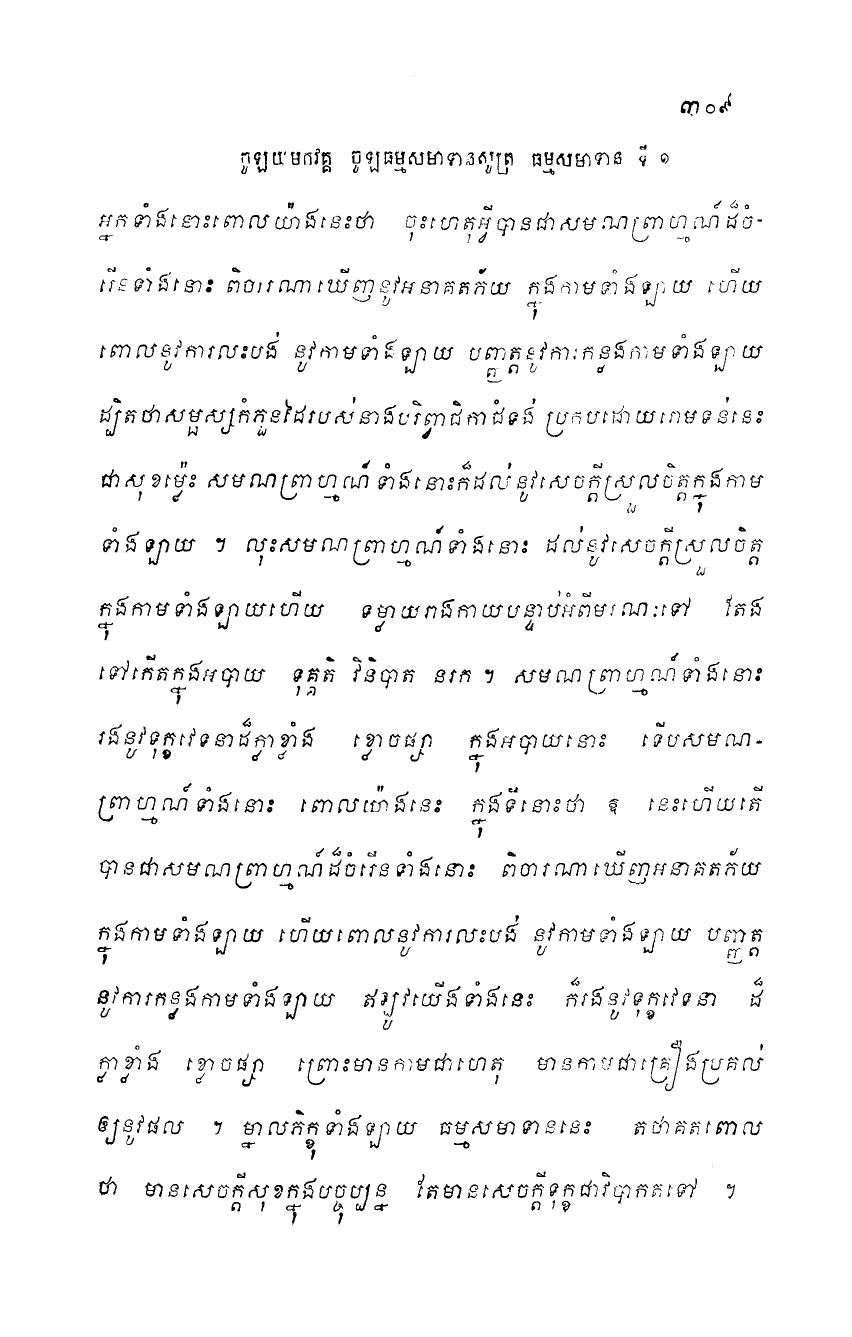 ៣០៩
ចូឡយមកវគ្គ ចូឡធម្មសមាទានសូត្រ ធម្មសមាទាន ទី ១
អ្នកទាំងនោះពោលយ៉ាងនេះថា ចុះហេតុអ្វីបានជាសមណព្រាហ្មណ៍ដ៏ចំ-
រើនទាំងនោះ ពិចារណាឃើញនូវអនាគតភ័យ ក្នុងកាមទាំងឡាយ ហើយ
ពោលនូវការលះបង់ នូវកាមទាំងឡាយ បញ្ញត្តនូវការកន្លងកាមទាំងឡាយ
ដ្បិតថាសម្ផស្សកំភួនដៃរបស់នាងបរិព្វាជិកាជំទង់ ប្រកបដោយរោមទន់នេះ
ជាសុខម្ល៉េះ សមណព្រាហ្មណ៍ ទាំងនោះក៏ដល់នូវសេចក្តីស្រួលចិត្តក្នុងកាម
ទាំងឡាយ ។ លុះសមណព្រាហ្មណ៍ទាំងនោះ ដល់នូវសេចក្តីស្រួលចិត្ត
ក្នុងកាមទាំងឡាយហើយ ទម្លាយរាងកាយបន្ទាប់អំពីមរណៈទៅ តែង
ទៅកើតក្នុងអបាយ ទុគ្គតិ វិនិបាត នរក ។ សមណព្រាហ្មណ៍ទាំងនោះ
រងនូវទុក្ខវេទនាដ៏ក្លាខ្លាំង ខ្លោចផ្សា ក្នុងអបាយនោះ ទើបសមណ-
ព្រាហ្មណ៍ ទាំងនោះ ពោលយ៉ាងនេះ ក្នុងទីនោះថា ឧ នេះហើយតើ
បានជាសមណព្រាហ្មណ៍ដ៏ចំរើនទាំងនោះ ពិចារណាឃើញអនាគតភ័យ
ក្នុងកាមទាំងឡាយ ហើយពោលនូវការលះបង់ នូវកាមទាំងឡាយ បញ្ញត្ត
នូវការកន្លងកាមទាំងឡាយ ឥឡូវយើងទាំងនេះ ក៏រងនូវទុក្ខវេទនា ដ៏
ក្លាខ្លាំង ខ្លោចផ្សា ព្រោះមានកាមជាហេតុ មានកាមជាគ្រឿងប្រគល់
ឲ្យនូវផល ។ ម្នាលភិក្ខុទាំងឡាយ ធម្មសមាទាននេះ តថាគតពោល
ថា មានសេចក្តីសុខក្នុងបច្ចុប្បន្ន តែមានសេចក្តីទុក្ខជាវិបាកតទៅ ។